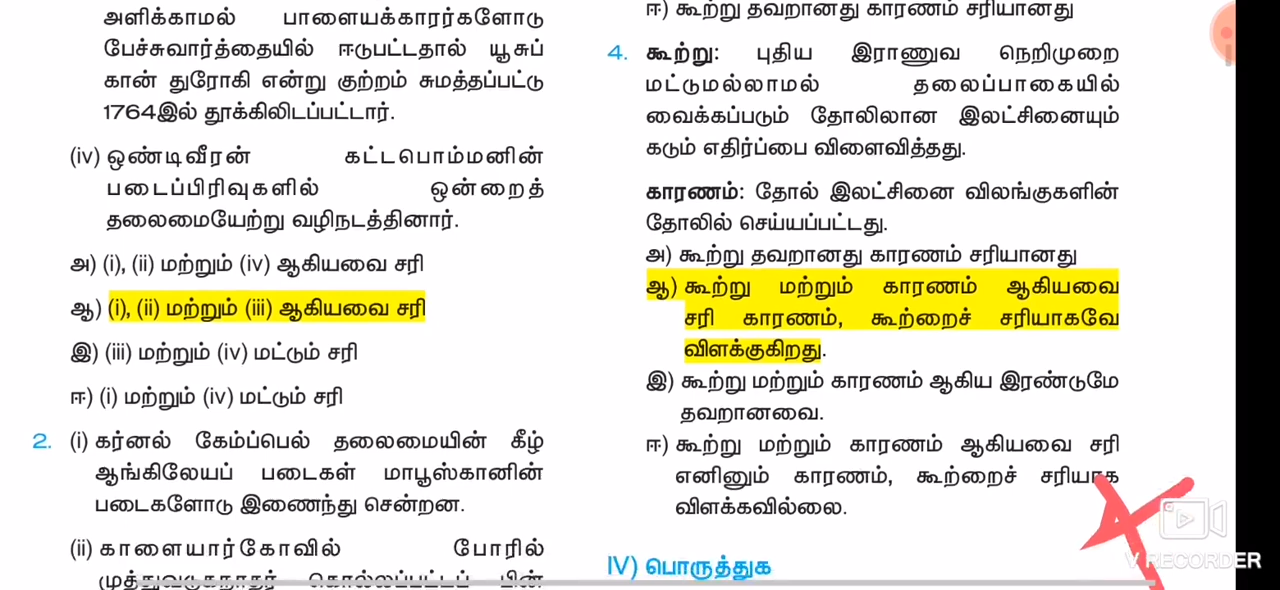 அளிக்காமல் பாளையக்காரர்களோடு
பேச்சுவார்த்தையில் ஈடுபட்டதால் யூசுப்
கான் துரோகி என்று குற்றம் சுமத்தப்பட்டு
1764இல் தூக்கிலிடப்பட்டார்.
(iv) ஒண்டிவீரன் கட்டபொம்மனின்
படைப்பிரிவுகளில் ஒன்றைத்
தலைமையேற்று வழிநடத்தினார்.
அ) (i), (ii) மற்றும் (iv) ஆகியவை சரி
ஆ) (i), (ii) மற்றும் (iii) ஆகியவை சரி
இ) (iii) மற்றும் (iv) மட்டும் சரி
ஈ) (i) மற்றும் (iv) மட்டும் சரி
2. (i) கர்னல் கேம்ப்பெல் தலைமையின் கீழ்
ஆங்கிலேயப் படைகள் மாபூஸ்கானின்
படைகளோடு இணைந்து சென்றன.
(ii) காளையார்கோவில் போரில்
முத்துவடுகநாதர் கொல்லப்பட்டப் பின்
ஈ) கூற்று தவறானது காரணம் சரியானது
4. கூற்று: புதிய இராணுவ நெறிமுறை
மட்டுமல்லாமல் தலைப்பாகையில்
வைக்கப்படும் தோலிலான இலட்சினையும்
கடும் எதிர்ப்பை விளைவித்தது.
காரணம்: தோல் இலட்சினை விலங்குகளின்
தோலில் செய்யப்பட்டது.
அ) கூற்று தவறானது காரணம் சரியானது
ஆ) கூற்று மற்றும் காரணம் ஆகியவை
சரி காரணம், கூற்றைச் சரியாகவே
விளக்குகிறது.
இ) கூற்று மற்றும் காரணம் ஆகிய இரண்டுமே
தவறானவை.
ஈ) கூற்று மற்றும் காரணம் ஆகியவை சரி
எனினும் காரணம், கூற்றைச் சரியாக
விளக்கவில்லை.
IV) பொருத்துக
V RECORDER